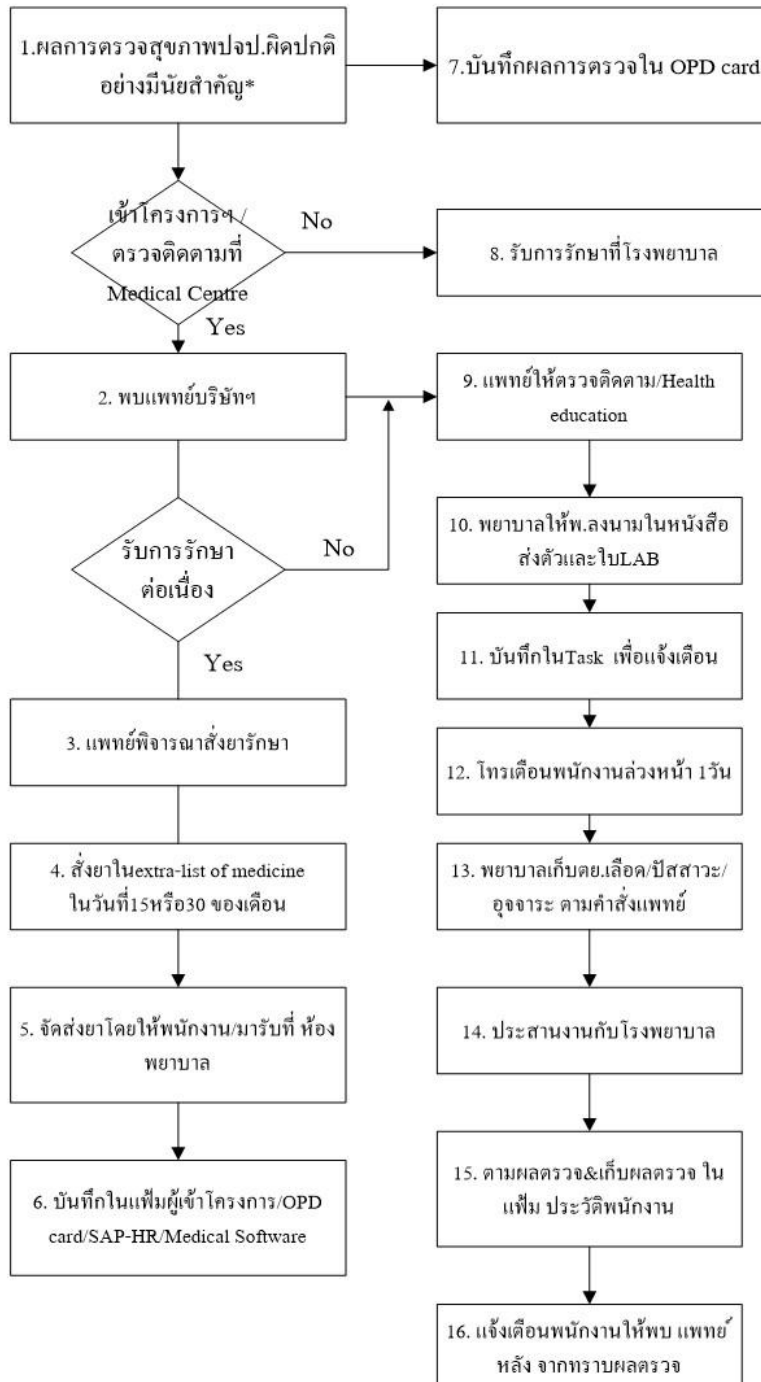 1.ผลการตรวจสุขภาพปจป.ผิดปกติ
อย่างมีนัยสำคัญ*
7.บันทึกผลการตรวจใน OPD card
เข้าโครงการฯ /
ตรวจติดตามที่
Medical Centre
No
8. รับการรักษาที่โรงพยาบาล
Yes
2. พบแพทย์บริษัทฯ
9. แพทย์ให้ตรวจติดตาม/Health
education
รับการรักษา
ต่อเนื่อง
No
10. พยาบาลให้พ.ลงนามในหนังสือ
ส่งตัวและใบLAB
Yes
11. บันทึกในTask เพื่อแจ้งเตือน
3. แพทย์พิจารณาสั่งยารักษา
12. โทรเตือนพนักงานล่วงหน้า 1วัน
4. สั่งยาในextra-list of medicine
ในวันที่15หรือ30 ของเดือน
13. พยาบาลเก็บตย.เลือด/ปัสสาวะ/
อุจจาระ ตามคำสั่งแพทย์
5. จัดส่งยาโดยให้พนักงาน/มารับที่ ห้อง
พยาบาล
14. ประสานงานกับโรงพยาบาล
6. บันทึกในแฟ้มผู้เข้าโครงการ/OPD
card/SAP-HR/Medical Software
15. ตามผลตรวจ&เก็บผลตรวจ ใน
แฟ้ม ประวัติพนักงาน
16. แจ้งเตือนพนักงานให้พบ แพทย์
หลัง จากทราบผลตรวจ